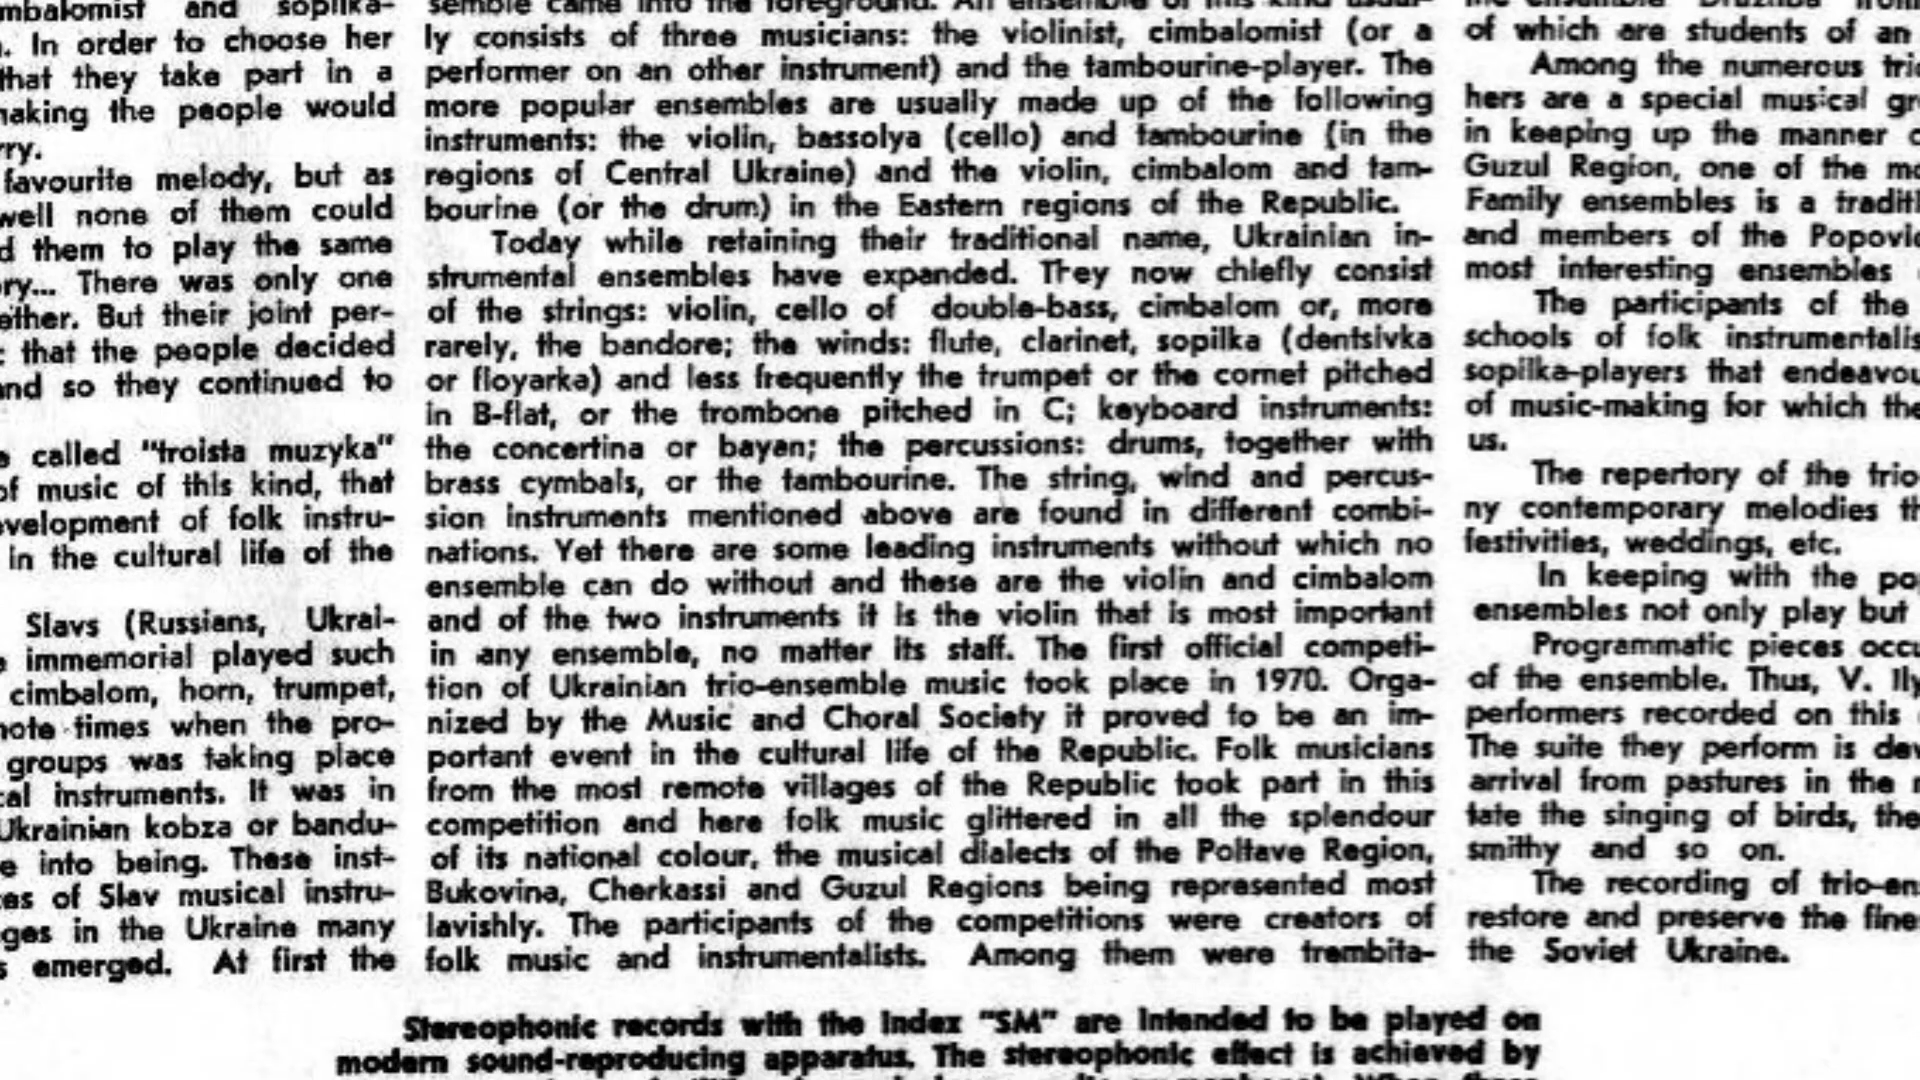 mbalomist and sopilka-
. In order to choose her
that they take part in a
making the people would
rry.
favourite melody, but as
well none of them could
d them to play the same
ry... There was only one
ether. But their joint per-
: that the people decided
and so they continued to
called "troista muzyka"
of music of this kind, that
evelopment of folk instru-
in the cultural life of the
Slavs (Russians, Ukrai-
immemorial played such
cimbalom, horn, trumpet,
note times when the pro-
groups was taking place
cal instruments. It was in
Ukrainian kobza or bandu-
e into being. These inst-
es of Slav musical instru-
ges in the Ukraine many
s emerged. At first the
semble came into the foreground. An ensemble of this kind usual-
ly consists of three musicians: the violinist, cimbalomist (or a
performer on an other instrument) and the tambourine-player. The
more popular ensembles are usually made up of the following
instruments: the violin, bassolya (cello) and tambourine (in the
regions of Central Ukraine) and the violin, cimbalom and tam-
bourine (or the drum) in the Eastern regions of the Republic.
Today while retaining their traditional name, Ukrainian in-
strumental ensembles have expanded. They now chiefly consist
of the strings: violin, cello of double-bass, cimbalom or, more
rarely, the bandore; the winds: flute, clarinet, sopilka (dentsivka
or floyarka) and less frequently the trumpet or the cornet pitched
in B-flat, or the trombone pitched in C; keyboard instruments:
the concertina or bayan; the percussions: drums, together with
brass cymbals, or the tambourine. The string, wind and percus-
sion instruments mentioned above are found in different combi-
nations. Yet there are some leading instruments without which no
ensemble can do without and these are the violin and cimbalom
and of the two instruments it is the violin that is most important
in any ensemble, no matter its staff. The first official competi-
tion of Ukrainian trio-ensemble music took place in 1970. Orga-
nized by the Music and Choral Society it proved to be an im-
portant event in the cultural life of the Republic. Folk musicians
from the most remote villages of the Republic took part in this
competition and here folk music glittered in all the splendour
of its national colour, the musical dialects of the Poltave Region,
Bukovina, Cherkassi and Guzul Regions being represented most
lavishly. The participants of the competitions were creators of
folk music and instrumentalists. Among them were trembita-
ensemble from
of which are students of an
Among the numerous trio
hers are a special musical gr
in keeping up the manner o
Guzul Region, one of the mo
Family ensembles is a traditi
and members of the Popovic
most interesting ensembles
The participants of the
schools of folk instrumentalis
sopilka-players that endeavou
of music-making for which the
us.
The repertory of the trio-
ny contemporary melodies th
festivities, weddings, etc.
In keeping with the pop
ensembles not only play but
Programmatic pieces occu
of the ensemble. Thus, V. Ily
performers recorded on this
The suite they perform is dev
arrival from pastures in the m
tate the singing of birds, the
smithy and so on.
The recording of trio-en
restore and preserve the fine
the Soviet Ukraine.
Stereophonic records with the index "SM" are intended to be played on
modern sound-reproducing apparatus. The stereophonic effect is achieved by